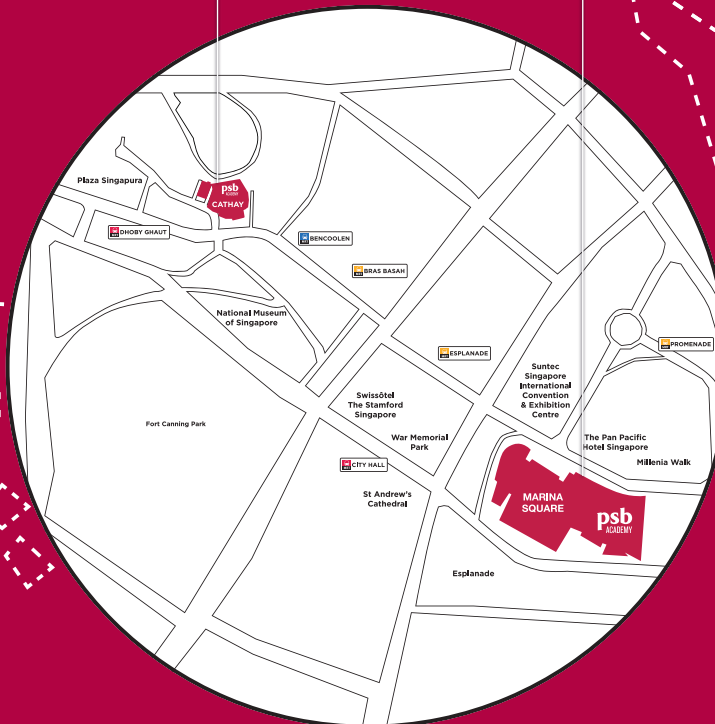 Plaza Singapura
psb
ACADEMY
CATHAY
DHOBY GHAUT
BENCOOLEN
BRAS BASAH
National Museum
of Singapore
ESPLANADE
PROMENADE
Suntec
Singapore
International
Convention
& Exhibition
Centre
Swissôtel
The Stamford
Singapore
Fort Canning Park
War Memorial
Park
The Pan Pacific
Hotel Singapore
Millenia Walk
CITY HALL
St Andrew's
Cathedral
MARINA
SQUARE
psb
ACADEMY
Esplanade